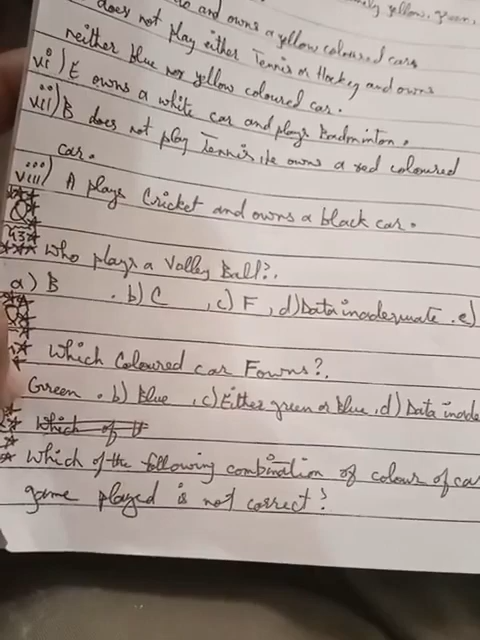 yellow, green,
and owns a yellow coloured car.
does not play either Tennis or Hockey and owns
neither blue nor yellow coloured car.
vi) E owns a white car and plays Badminton.
vii) B does not play Tennis, he owns a red coloured
car.
viii) A plays Cricket and owns a black car.
Who plays a Volley Ball?.
a) B . b) C , c) F , d) Data inadequate . e)
Which Coloured car F owns?.
Green . b) Blue , c) Either green or Blue , d) Data inade
Which of
Which of the following combination of colour of ca
game played is not correct?